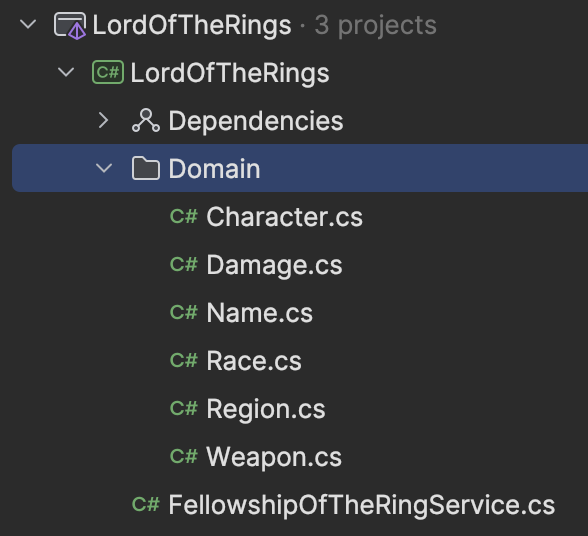 LordOfTheRings · 3 projects
C# LordOfTheRings
Dependencies
Domain
C# Character.cs
C# Damage.cs
C# Name.cs
C# Race.cs
C# Region.cs
C# Weapon.cs
C# FellowshipOfTheRingService.cs